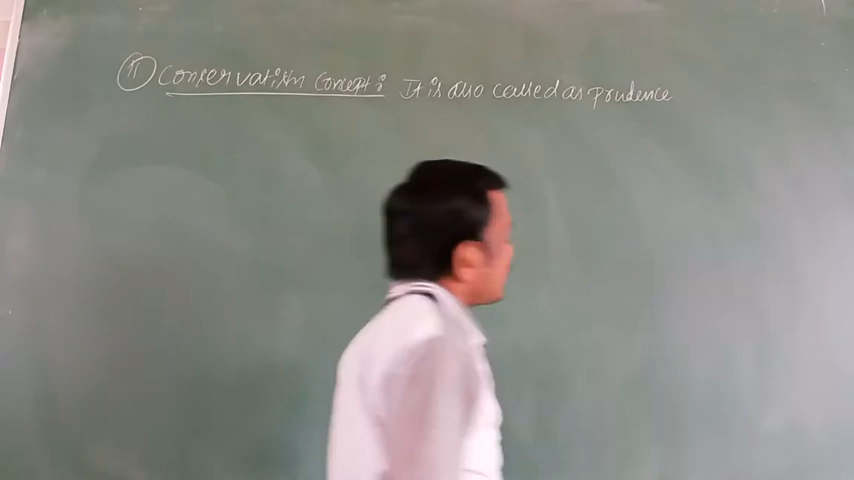 11 Conservatism Concept : It is also called as prudence